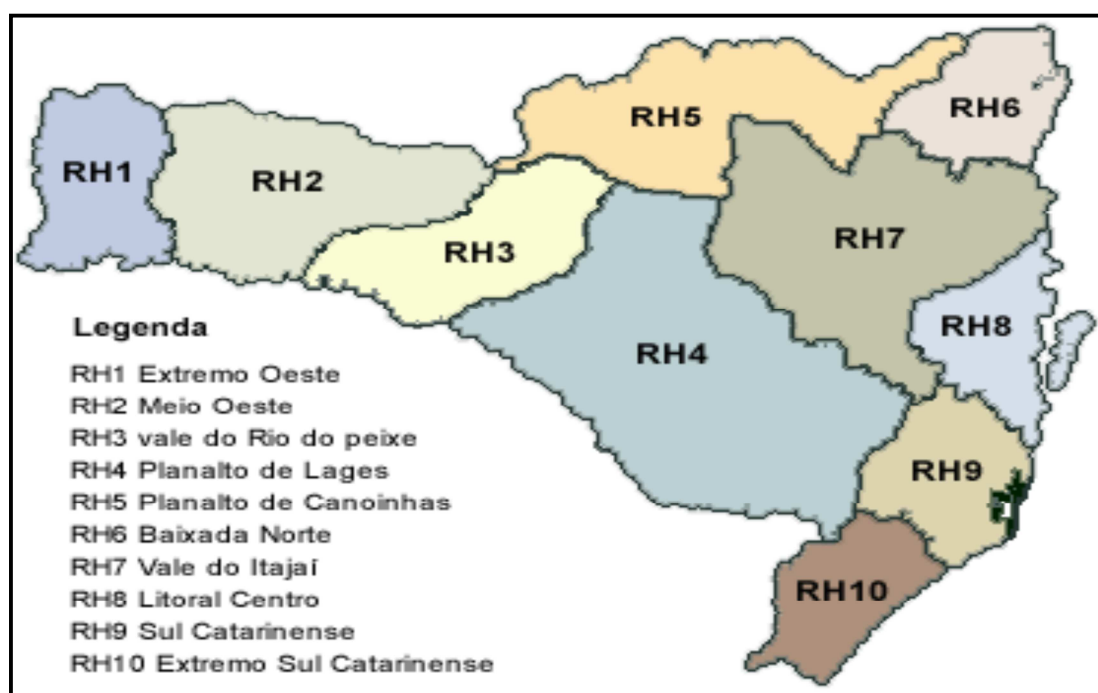 RH5
RH6
RH1
RH2
RH3
RH7
RH8
RH4
RH9
RH10
Legenda
RH1 Extremo Oeste
RH2 Meio Oeste
RH3 vale do Rio do peixe
RH4 Planalto de Lages
RH5 Planalto de Canoinhas
RH6 Baixada Norte
RH7 Vale do Itajaí
RH8 Litoral Centro
RH9 Sul Catarinense
RH10 Extremo Sul Catarinense